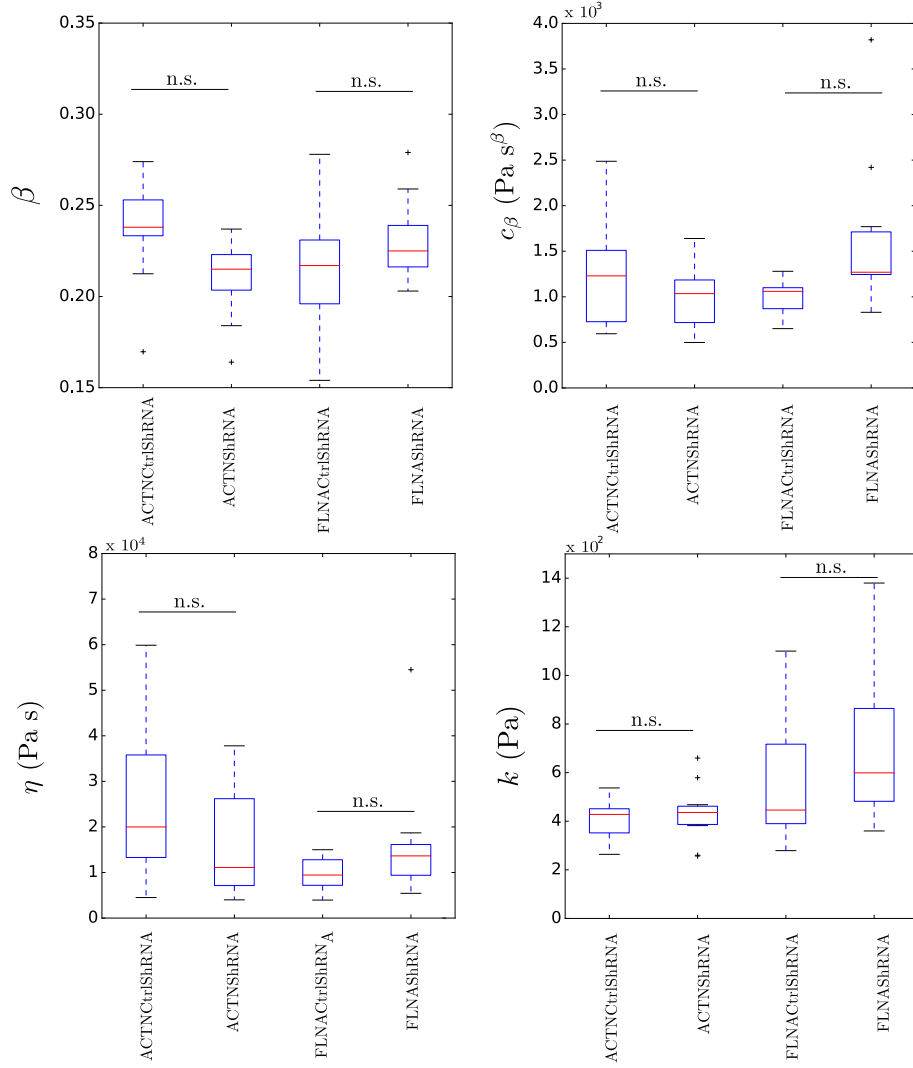 0.35
0.30
0.25
0.20
0.15
β
n.s.
n.s.
ACTNCtrlShRNA
ACTNShRNA
FLNACtrlShRNA
FLNAShRNA
x 10³
4.0
3.5
3.0
2.5
2.0
1.5
1.0
0.5
0.0
c_β (Pa s^β)
n.s.
n.s.
ACTNCtrlShRNA
ACTNShRNA
FLNACtrlShRNA
FLNAShRNA
x 10⁴
8
7
6
5
4
3
2
1
0
η (Pa s)
n.s.
n.s.
ACTNCtrlShRNA
ACTNShRNA
FLNACtrlShRNA
FLNAShRNA
x 10²
14
12
10
8
6
4
2
0
k (Pa)
n.s.
n.s.
ACTNCtrlShRNA
ACTNShRNA
FLNACtrlShRNA
FLNAShRNA